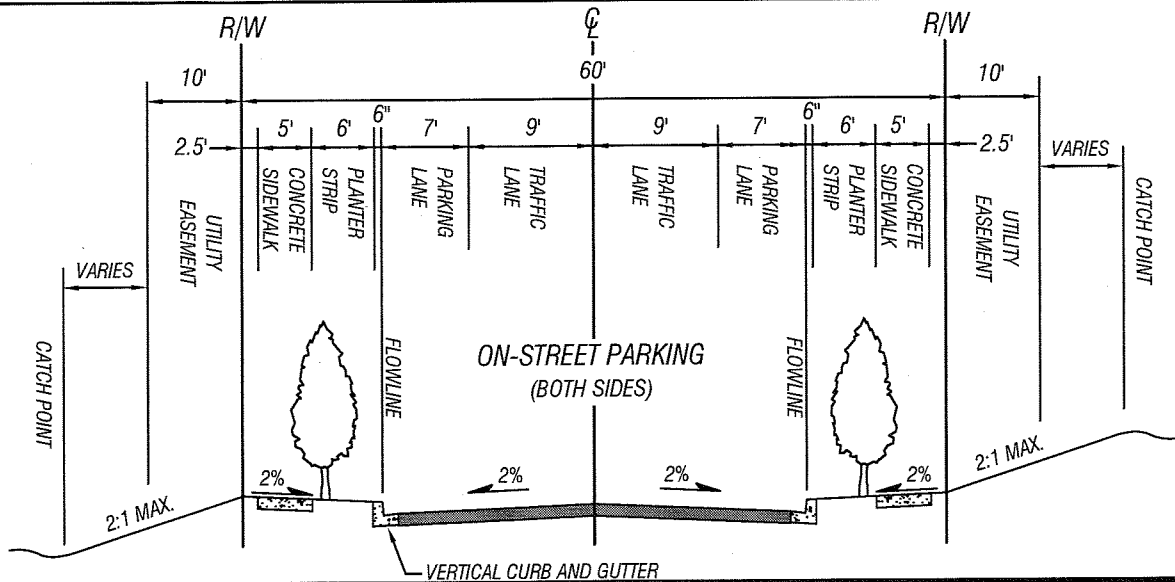 R/W
℄
R/W
10'
60'
10'
6"
6"
5'
6'
7'
9'
9'
7'
6'
5'
2.5'
2.5'
VARIES
UTILITY
EASEMENT
CONCRETE
SIDEWALK
PLANTER
STRIP
PARKING
LANE
TRAFFIC
LANE
TRAFFIC
LANE
PARKING
LANE
PLANTER
STRIP
CONCRETE
SIDEWALK
UTILITY
EASEMENT
CATCH POINT
VARIES
CATCH POINT
FLOWLINE
ON-STREET PARKING
(BOTH SIDES)
FLOWLINE
2:1 MAX.
2%
2%
2%
2%
2:1 MAX.
VERTICAL CURB AND GUTTER